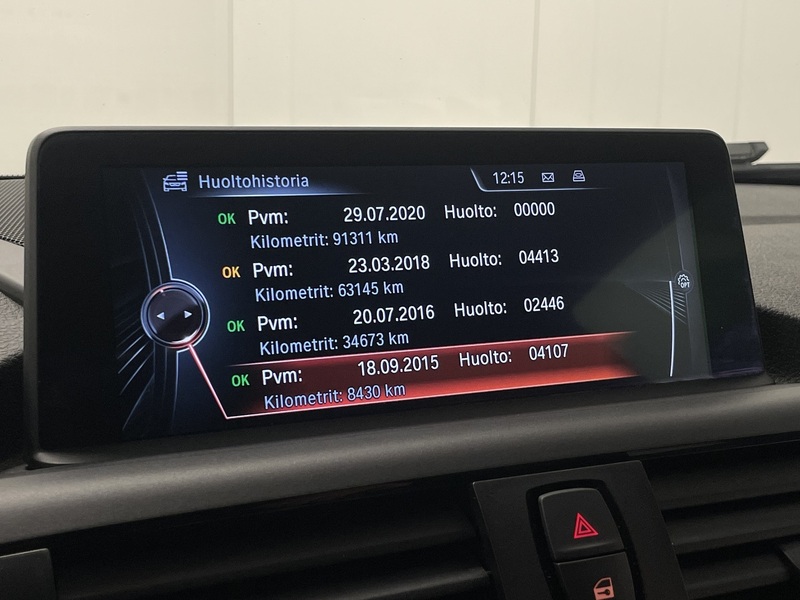 Huoltohistoria 12:15
OK Pvm: 29.07.2020 Huolto: 00000
Kilometrit: 91311 km
OK Pvm: 23.03.2018 Huolto: 04413
Kilometrit: 63145 km
OK Pvm: 20.07.2016 Huolto: 02446
Kilometrit: 34673 km
OK Pvm: 18.09.2015 Huolto: 04107
Kilometrit: 8430 km
OPT